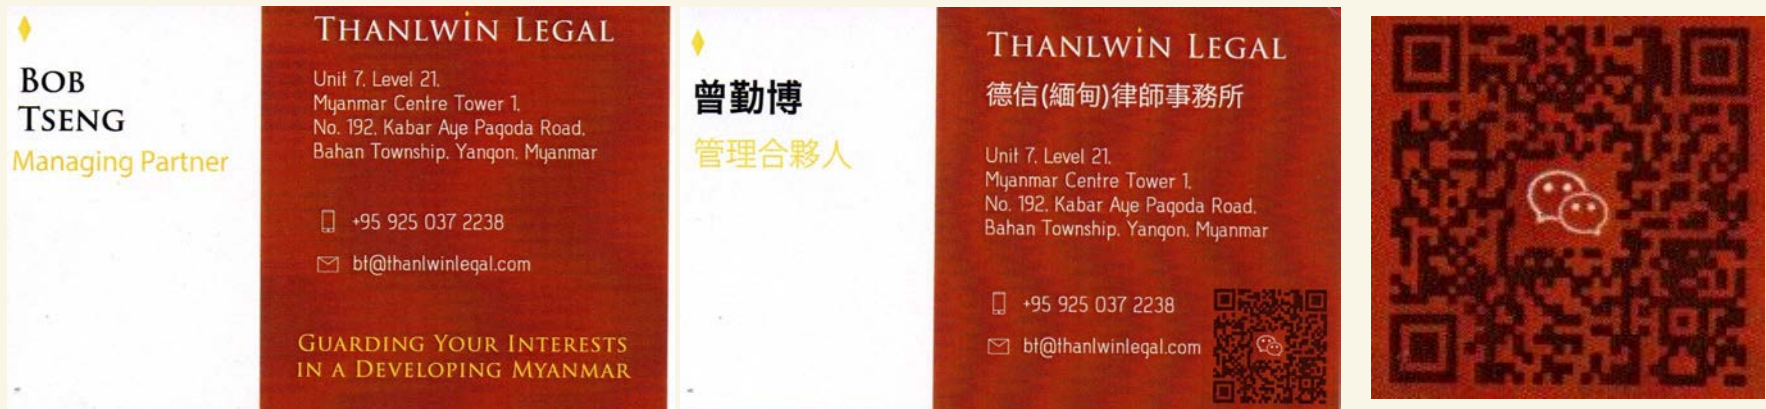 BOB
TSENG
Managing Partner
THANLWIN LEGAL
Unit 7, Level 21,
Myanmar Centre Tower 1,
No. 192, Kabar Aye Pagoda Road,
Bahan Township, Yangon, Myanmar
+95 925 037 2238
bt@thanlwinlegal.com
GUARDING YOUR INTERESTS
IN A DEVELOPING MYANMAR
曾勤博
管理合夥人
THANLWIN LEGAL
德信(緬甸)律師事務所
Unit 7, Level 21,
Myanmar Centre Tower 1,
No. 192, Kabar Aye Pagoda Road,
Bahan Township, Yangon, Myanmar
+95 925 037 2238
bt@thanlwinlegal.com